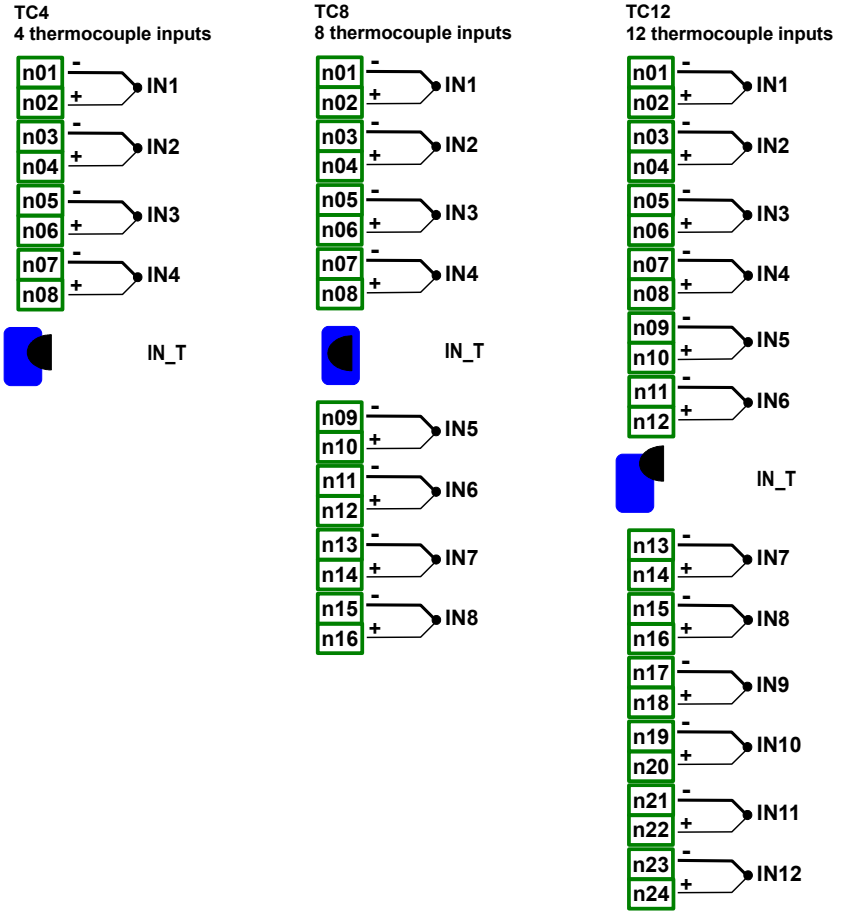 TC4
4 thermocouple inputs
n01 -
IN1
n02 +
n03 -
IN2
n04 +
n05 -
IN3
n06 +
n07 -
IN4
n08 +
IN_T
TC8
8 thermocouple inputs
n01 -
IN1
n02 +
n03 -
IN2
n04 +
n05 -
IN3
n06 +
n07 -
IN4
n08 +
IN_T
n09 -
IN5
n10 +
n11 -
IN6
n12 +
n13 -
IN7
n14 +
n15 -
IN8
n16 +
TC12
12 thermocouple inputs
n01 -
IN1
n02 +
n03 -
IN2
n04 +
n05 -
IN3
n06 +
n07 -
IN4
n08 +
n09 -
IN5
n10 +
n11 -
IN6
n12 +
IN_T
n13 -
IN7
n14 +
n15 -
IN8
n16 +
n17 -
IN9
n18 +
n19 -
IN10
n20 +
n21 -
IN11
n22 +
n23 -
IN12
n24 +